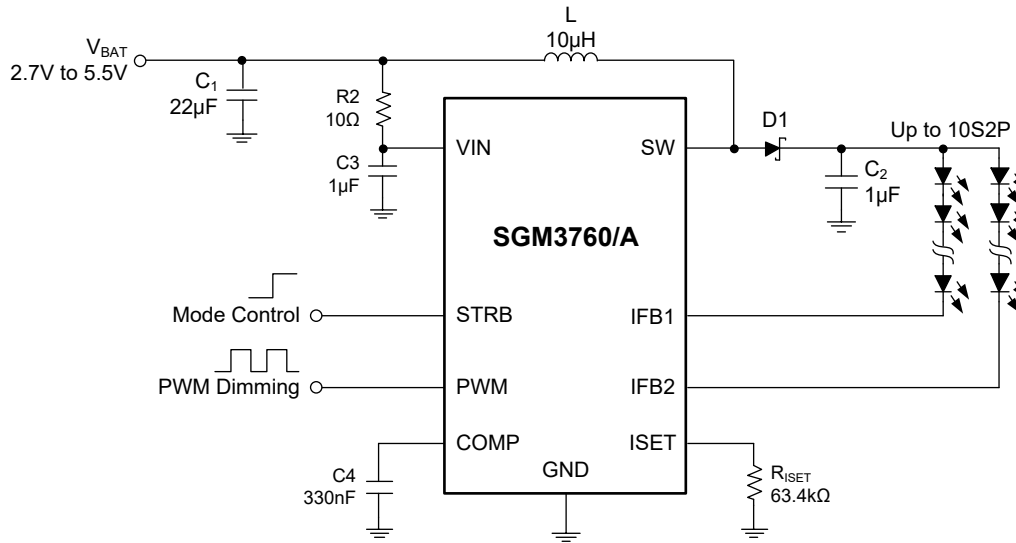 L
10µH
VBAT
2.7V to 5.5V
C1
22µF
R2
10Ω
C3
1µF
VIN
SW
D1
Up to 10S2P
C2
1µF
SGM3760/A
Mode Control
STRB
IFB1
PWM Dimming
PWM
IFB2
COMP
ISET
C4
330nF
GND
RISET
63.4kΩ